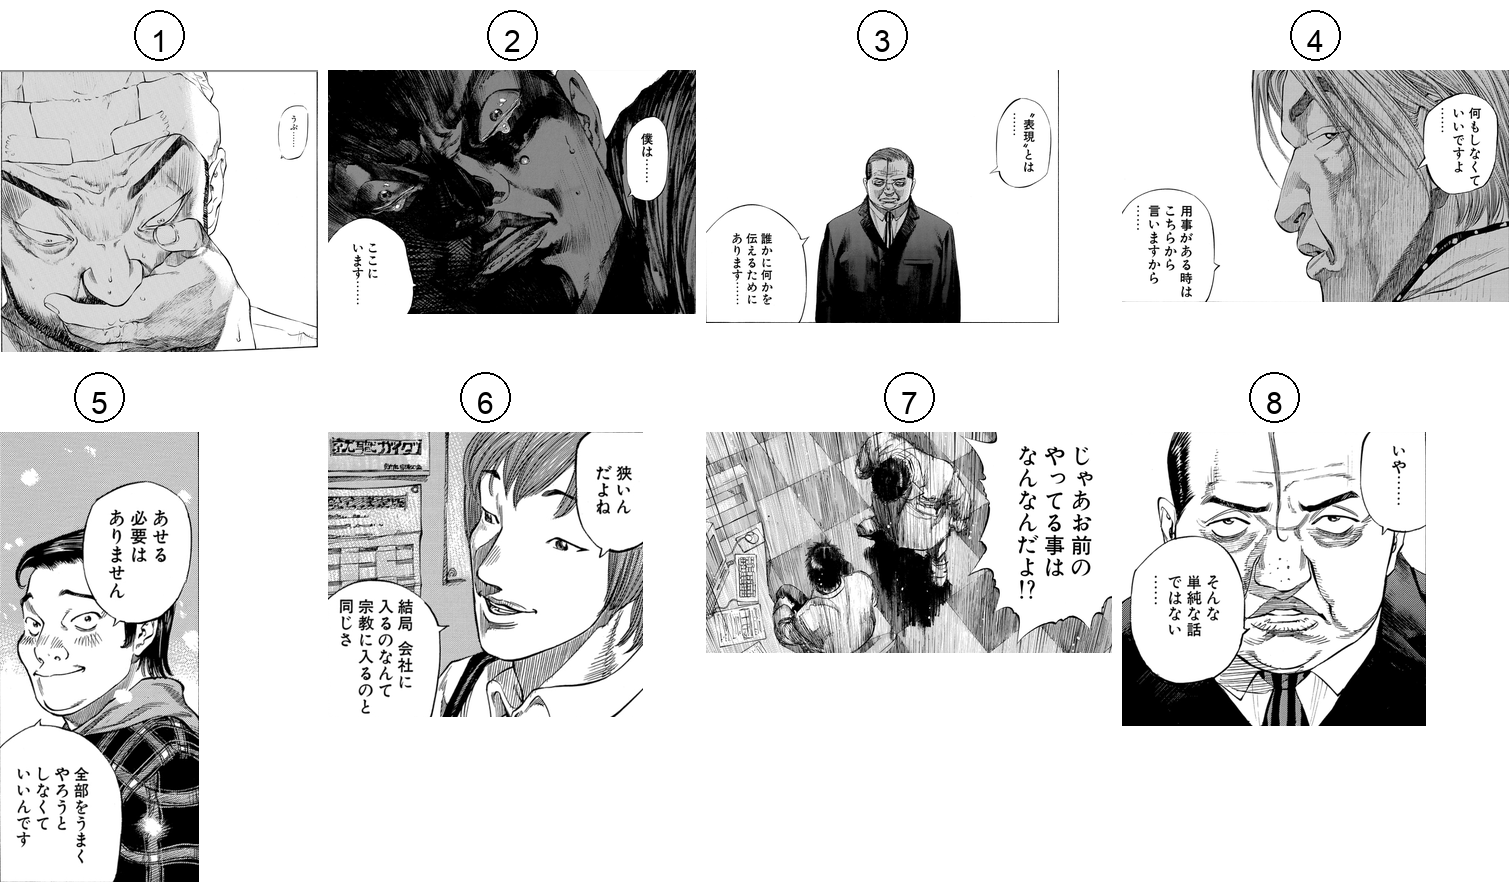 1
うぷ……
2
僕は……
ここに
います……
3
〝表現〟とは
……
誰かに何かを
伝えるために
あります……
4
何もしなくて
いいですよ
……
用事がある時は
こちらから
言いますから
……
5
あせる
必要は
ありません
全部をうまく
やろうと
しなくて
いいんです
6
狭いん
だよね
結局 会社に
入るのなんて
宗教に入るのと
同じさ
7
じゃあお前の
やってる事は
なんなんだよ!?
8
いや……
そんな
単純な話
ではない
……